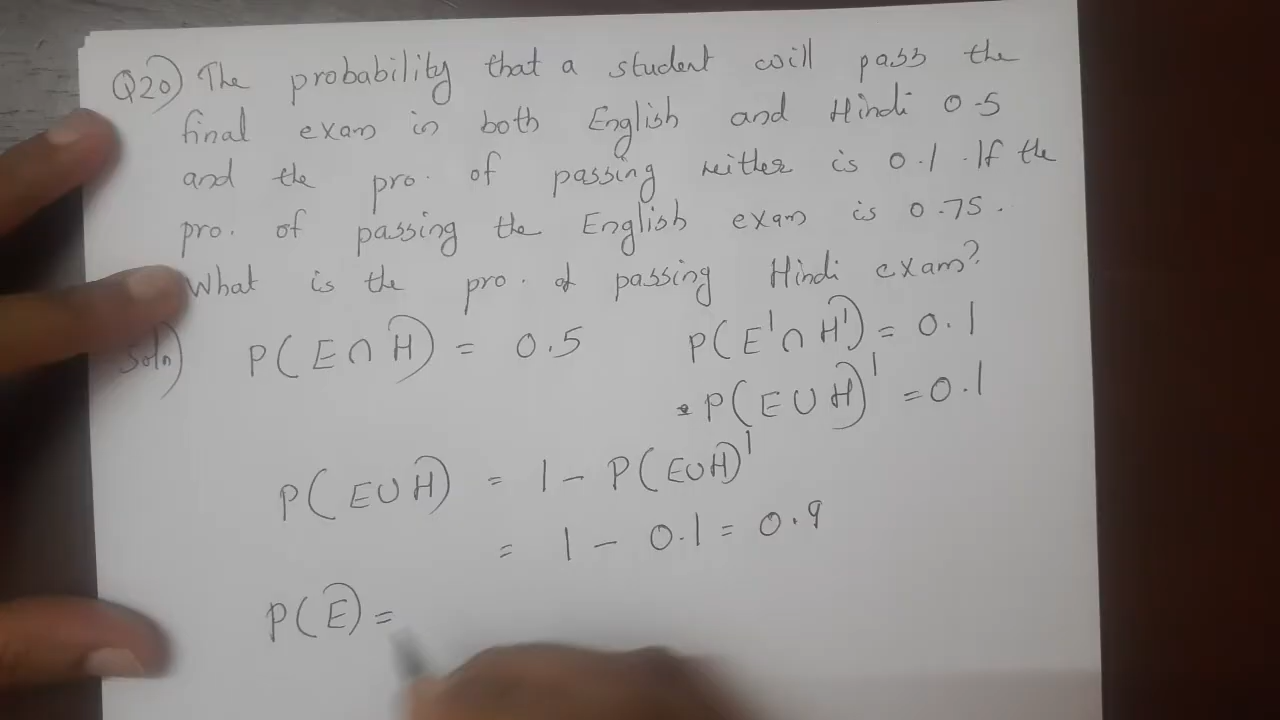 Q20) The probability that a student will pass the
final exam in both English and Hindi 0.5
and the pro. of passing neither is 0.1. If the
pro. of passing the English exam is 0.75.
What is the pro. of passing Hindi exam?
Soln) P(E∩H) = 0.5 P(E'∩H') = 0.1
P(E∪H)' = 0.1
P(E∪H) = 1 - P(E∪H)'
= 1 - 0.1 = 0.9
P(E) =